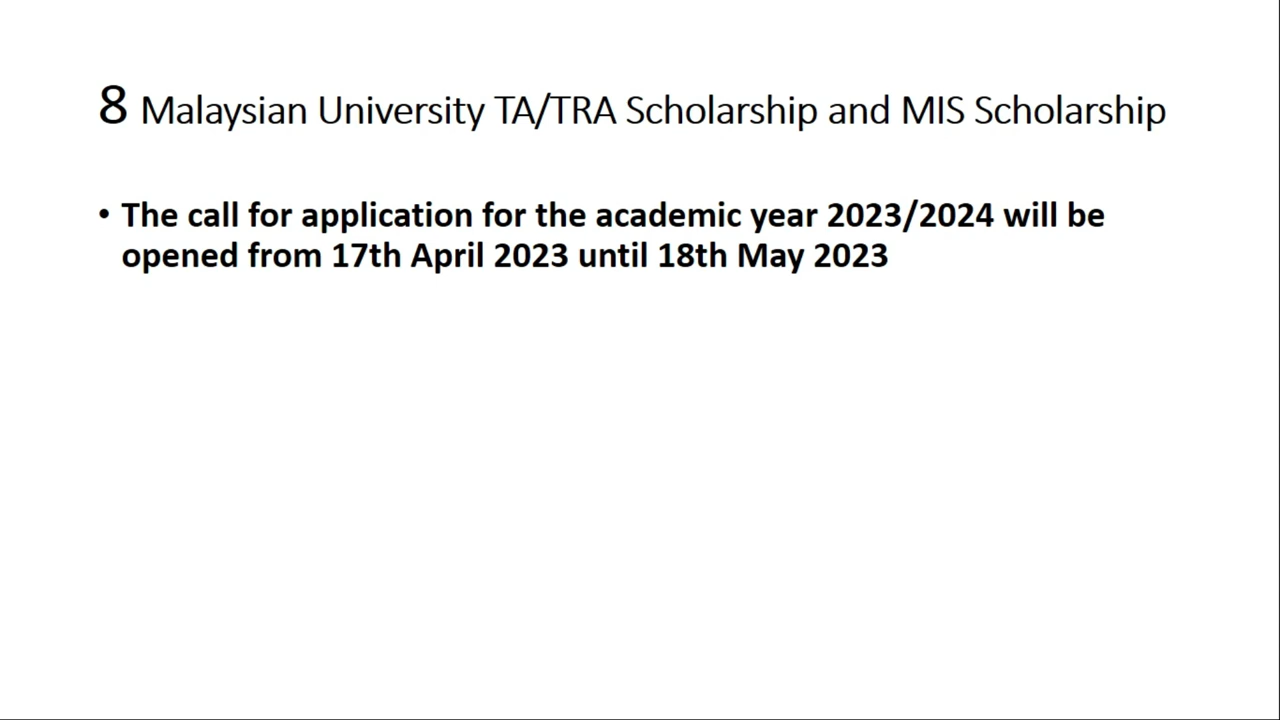 8 Malaysian University TA/TRA Scholarship and MIS Scholarship
• The call for application for the academic year 2023/2024 will be
opened from 17th April 2023 until 18th May 2023